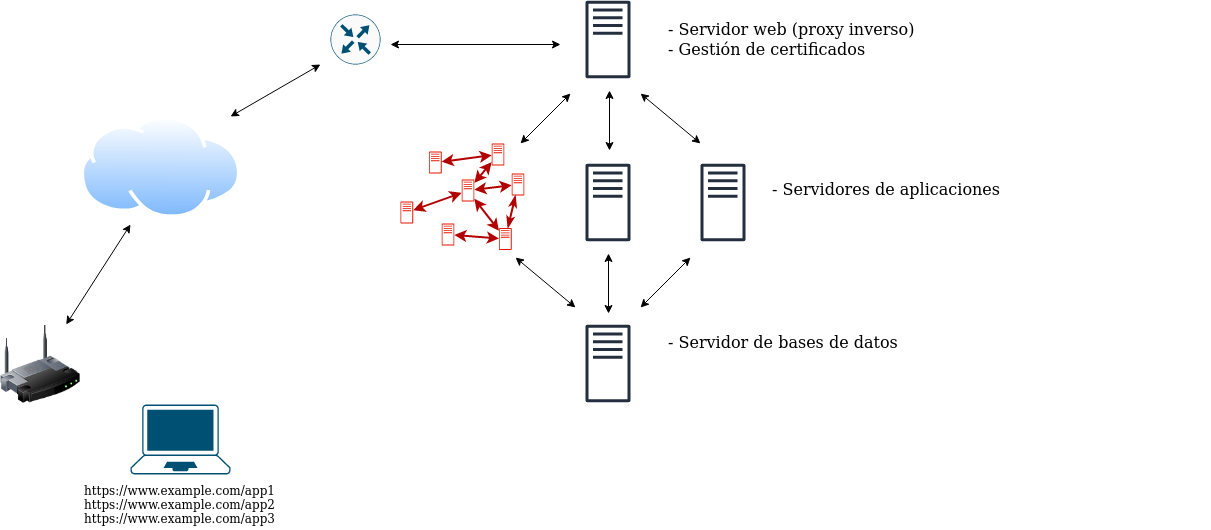 - Servidor web (proxy inverso)
- Gestión de certificados
- Servidores de aplicaciones
- Servidor de bases de datos
https://www.example.com/app1
https://www.example.com/app2
https://www.example.com/app3